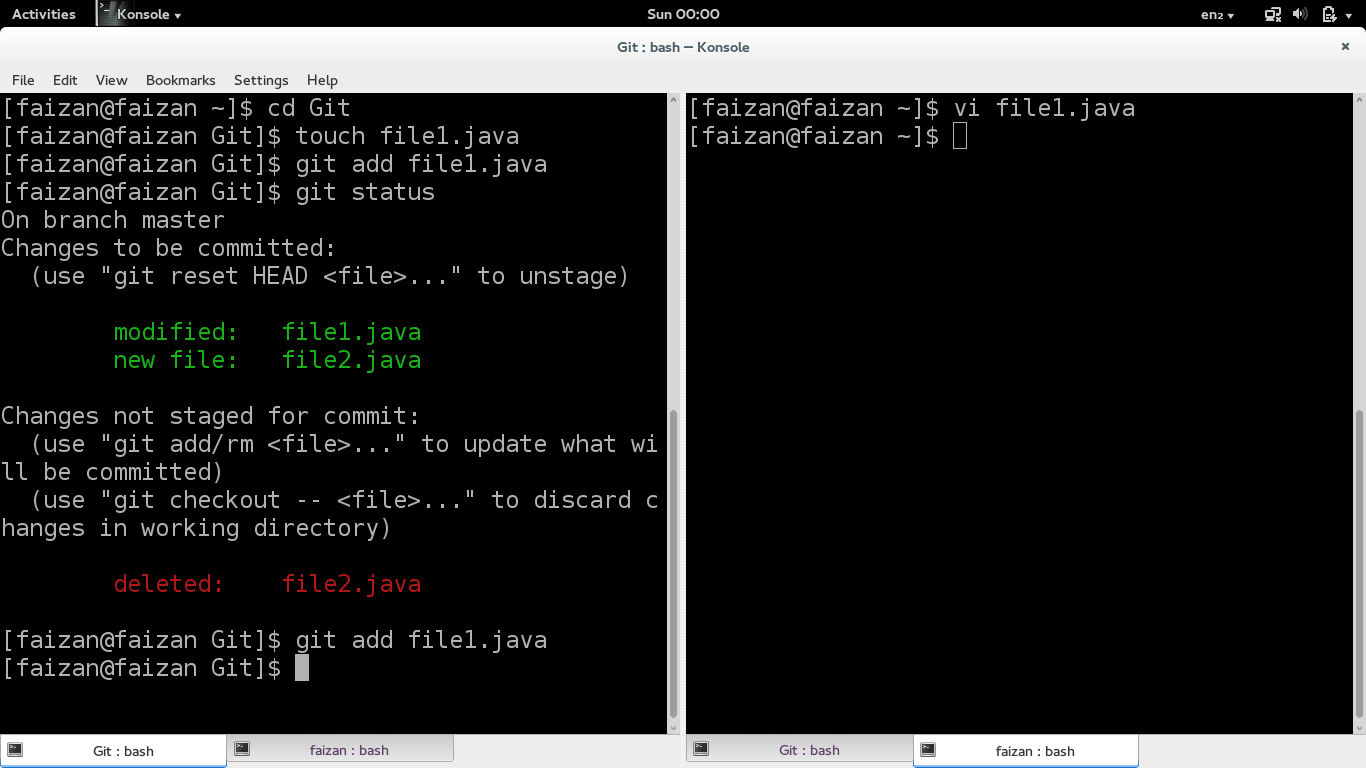 Activities Konsole en₂
Sun 00:00
Git : bash — Konsole
File Edit View Bookmarks Settings Help
[faizan@faizan ~]$ cd Git
[faizan@faizan Git]$ touch file1.java
[faizan@faizan Git]$ git add file1.java
[faizan@faizan Git]$ git status
On branch master
Changes to be committed:
  (use "git reset HEAD <file>..." to unstage)
        modified:   file1.java
        new file:   file2.java
Changes not staged for commit:
  (use "git add/rm <file>..." to update what wi
ll be committed)
  (use "git checkout -- <file>..." to discard c
hanges in working directory)
        deleted:    file2.java
[faizan@faizan Git]$ git add file1.java
[faizan@faizan Git]$
[faizan@faizan ~]$ vi file1.java
[faizan@faizan ~]$
Git : bash
faizan : bash
Git : bash
faizan : bash